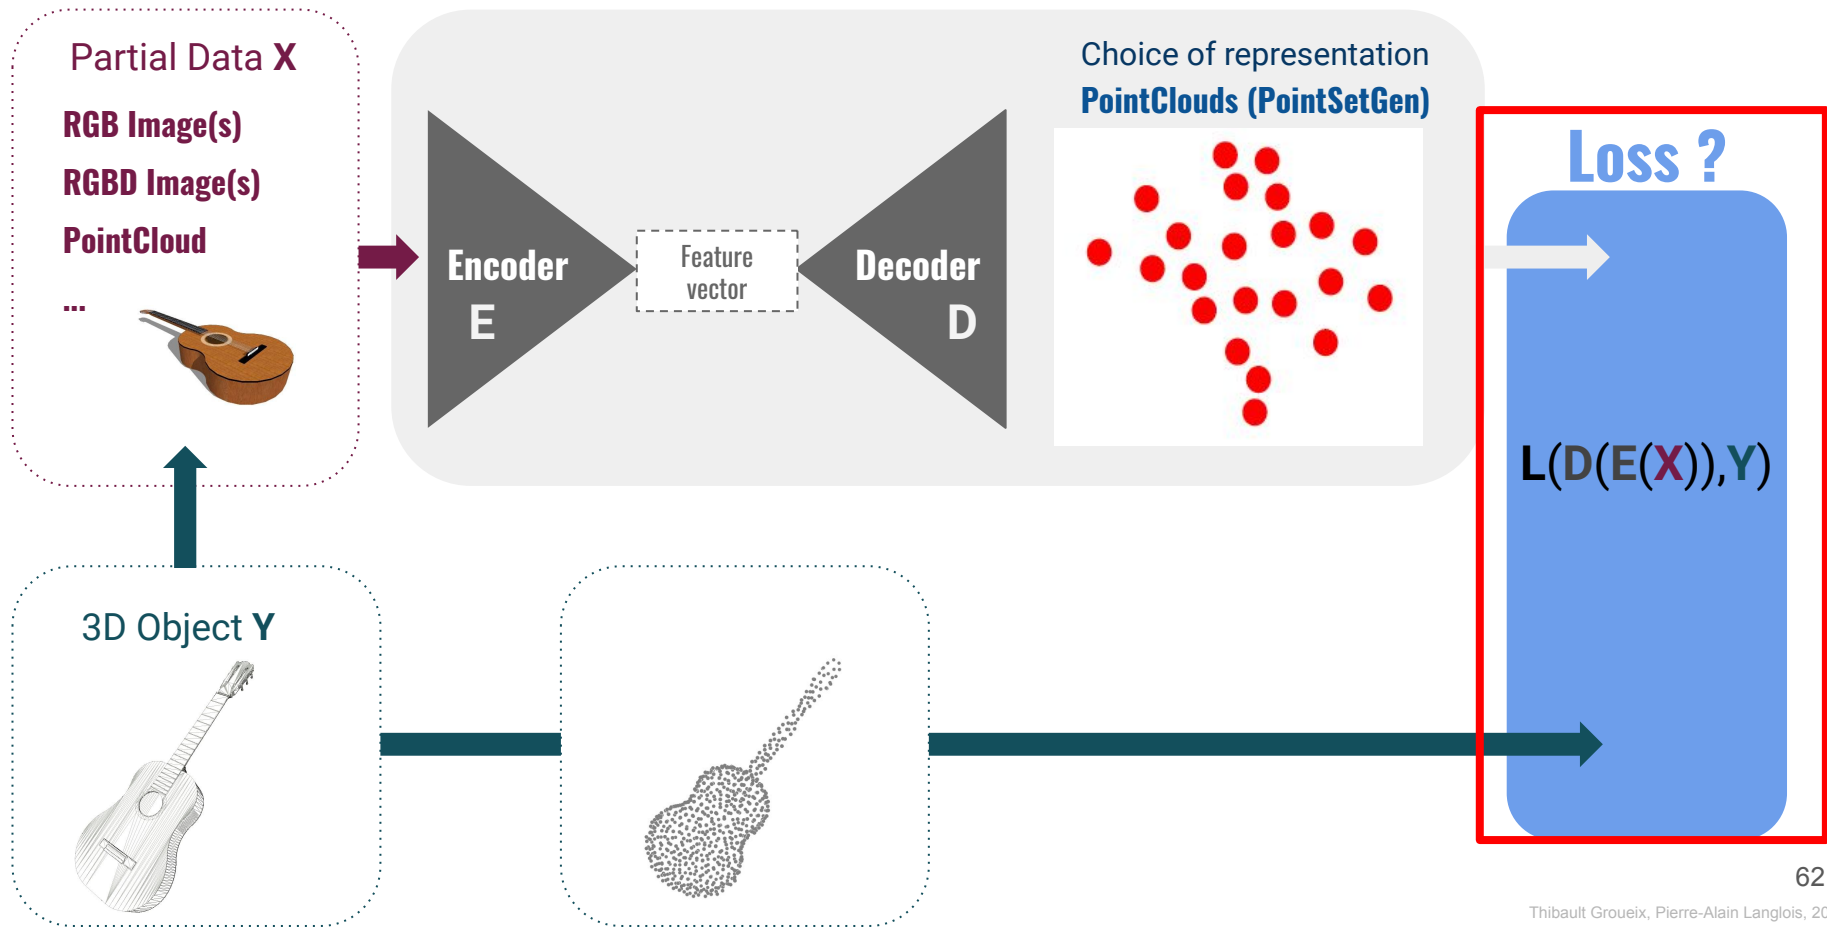 Partial Data X
RGB Image(s)
RGBD Image(s)
PointCloud
...
Encoder
E
Feature
vector
Decoder
D
Choice of representation
PointClouds (PointSetGen)
Loss ?
L(D(E(X)),Y)
3D Object Y
62
Thibault Groueix, Pierre-Alain Langlois, 20